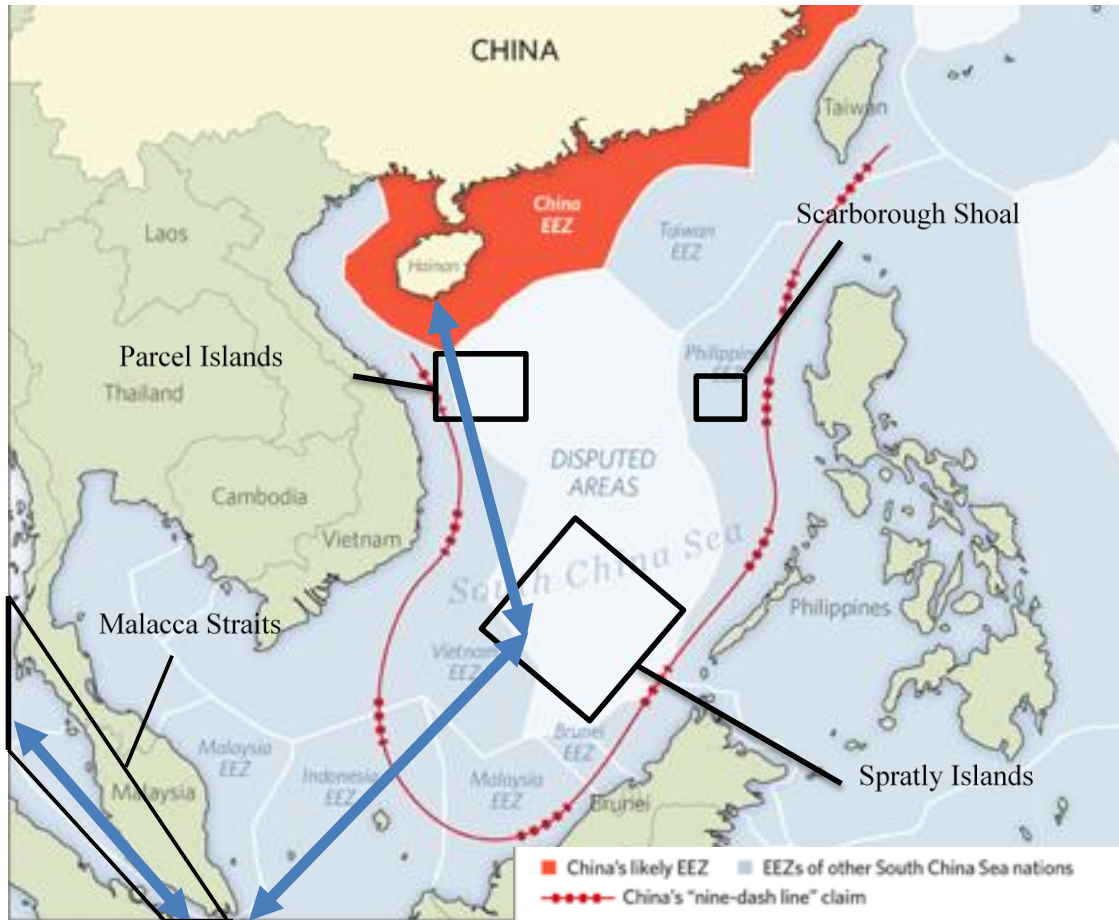 CHINA
Taiwan
Scarborough Shoal
China
EEZ
Taiwan
EEZ
Laos
Hainan
Parcel Islands
Philippines
EEZ
Thailand
DISPUTED
AREAS
Cambodia
Vietnam
South China Sea
Philippines
Malacca Straits
Vietnam
EEZ
Brunei
EEZ
Malaysia
EEZ
Indonesia
EEZ
Malaysia
EEZ
Malaysia
Brunei
Spratly Islands
China's likely EEZ
EEZs of other South China Sea nations
China's "nine-dash line" claim